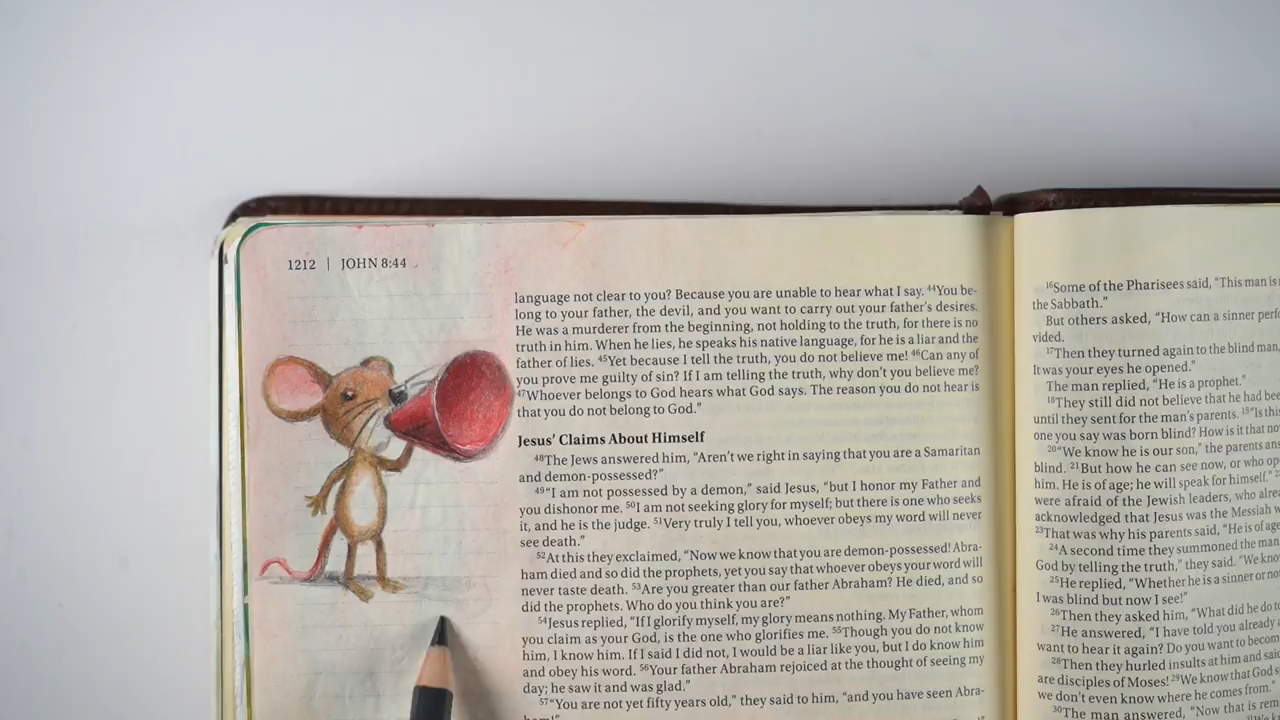 1212 | JOHN 8:44
language not clear to you? Because you are unable to hear what I say. 44You be-
long to your father, the devil, and you want to carry out your father's desires.
He was a murderer from the beginning, not holding to the truth, for there is no
truth in him. When he lies, he speaks his native language, for he is a liar and the
father of lies. 45Yet because I tell the truth, you do not believe me! 46Can any of
you prove me guilty of sin? If I am telling the truth, why don't you believe me?
47Whoever belongs to God hears what God says. The reason you do not hear is
that you do not belong to God."
Jesus' Claims About Himself
48The Jews answered him, "Aren't we right in saying that you are a Samaritan
and demon-possessed?"
49"I am not possessed by a demon," said Jesus, "but I honor my Father and
you dishonor me. 50I am not seeking glory for myself; but there is one who seeks
it, and he is the judge. 51Very truly I tell you, whoever obeys my word will never
see death."
52At this they exclaimed, "Now we know that you are demon-possessed! Abra-
ham died and so did the prophets, yet you say that whoever obeys your word will
never taste death. 53Are you greater than our father Abraham? He died, and so
did the prophets. Who do you think you are?"
54Jesus replied, "If I glorify myself, my glory means nothing. My Father, whom
you claim as your God, is the one who glorifies me. 55Though you do not know
him, I know him. If I said I did not, I would be a liar like you, but I do know him
and obey his word. 56Your father Abraham rejoiced at the thought of seeing my
day; he saw it and was glad."
57"You are not yet fifty years old," they said to him, "and you have seen Abra-
16Some of the Pharisees said, "This man is
the Sabbath."
But others asked, "How can a sinner
vided.
17Then they turned again to the blind man,
It was your eyes he opened."
The man replied, "He is a prophet."
18They still did not believe that he had
until they sent for the man's parents. 19"Is
one you say was born blind? How is it that
20"We know he is our son," the parents
blind. 21But how he can see now, or who
him. He is of age; he will speak for himself."
were afraid of the Jewish leaders, who
acknowledged that Jesus was the Messiah
23That was why his parents said, "He is of
24A second time they summoned the man
God by telling the truth," they said. "We
25He replied, "Whether he is a sinner or
I was blind but now I see!"
26Then they asked him, "What did he do
27He answered, "I have told you already
want to hear it again? Do you want to
28Then they hurled insults at him and
are disciples of Moses! 29We know that
we don't even know where he comes from."
30The man answered, "Now that is